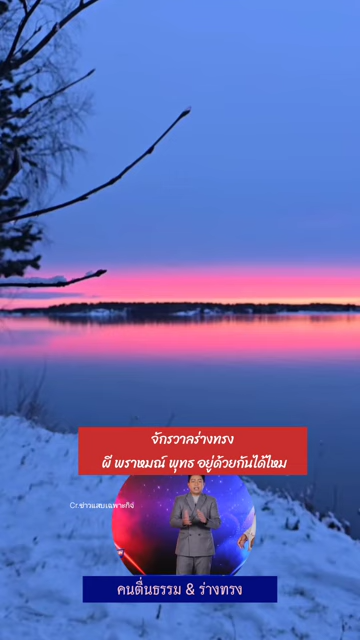 จักรวาลร่างทรง
ผี พราหมณ์ พุทธ อยู่ด้วยกันได้ไหม
Cr.ข่าวแสบเฉพาะกิจ
คนตื่นธรรม & ร่างทรง